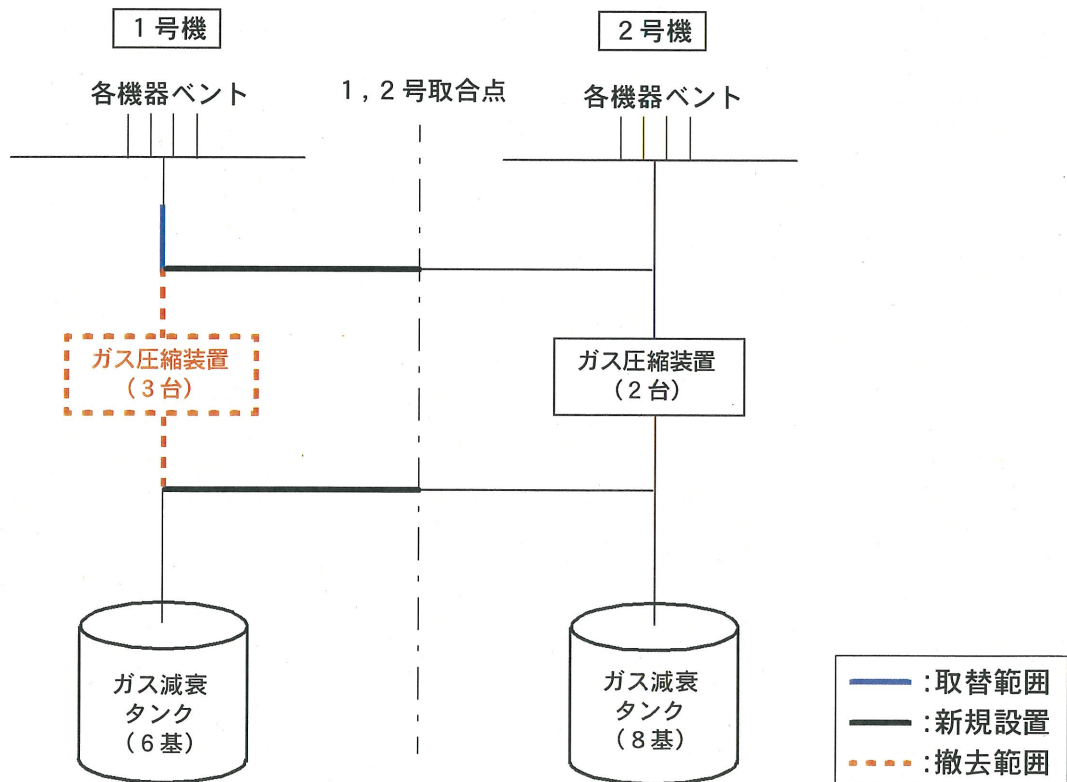 1号機
2号機
各機器ベント
1,2号取合点
各機器ベント
ガス圧縮装置
(3台)
ガス圧縮装置
(2台)
ガス減衰
タンク
(6基)
ガス減衰
タンク
(8基)
:取替範囲
:新規設置
:撤去範囲